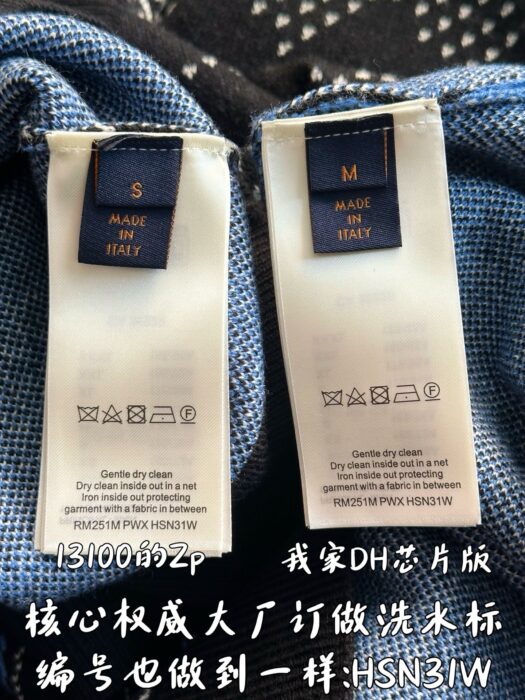 S
MADE
IN
ITALY
M
MADE
IN
ITALY
Gentle dry clean
Dry clean inside out in a net
Iron inside out protecting
garment with a fabric in between
RM251M PWX HSN31W
Gentle dry clean
Dry clean inside out in a net
Iron inside out protecting
garment with a fabric in between
RM251M PWX HSN31W
13100的Zp
我家DH芯片版
核心权威大厂订做洗水标
编号也做到一样:HSN31W